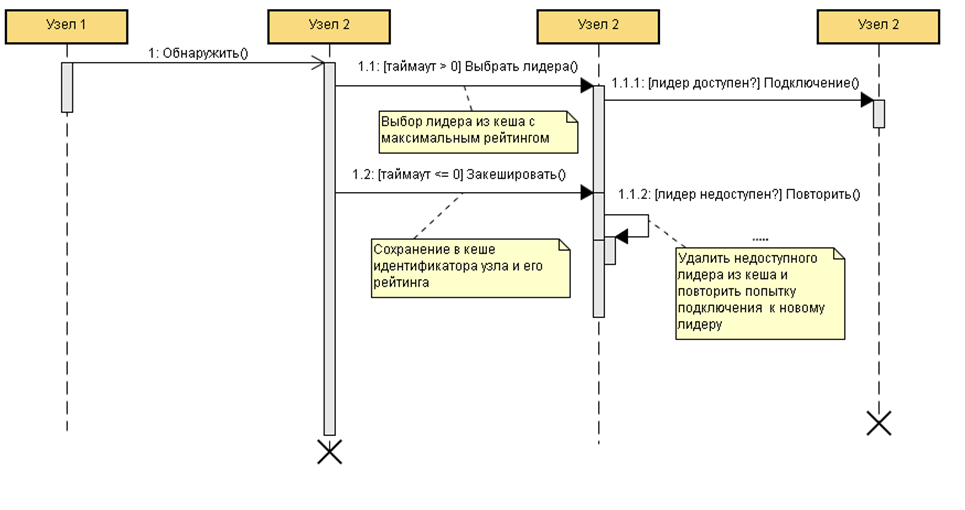 Узел 1
Узел 2
Узел 2
Узел 2
1: Обнаружить()
1.1: [таймаут > 0] Выбрать лидера()
1.1.1: [лидер доступен?] Подключение()
Выбор лидера из кеша с
максимальным рейтингом
1.2: [таймаут <= 0] Закешировать()
1.1.2: [лидер недоступен?] Повторить()
.....
Сохранение в кеше
идентификатора узла и его
рейтинга
Удалить недоступного
лидера из кеша и
повторить попытку
подключения к новому
лидеру